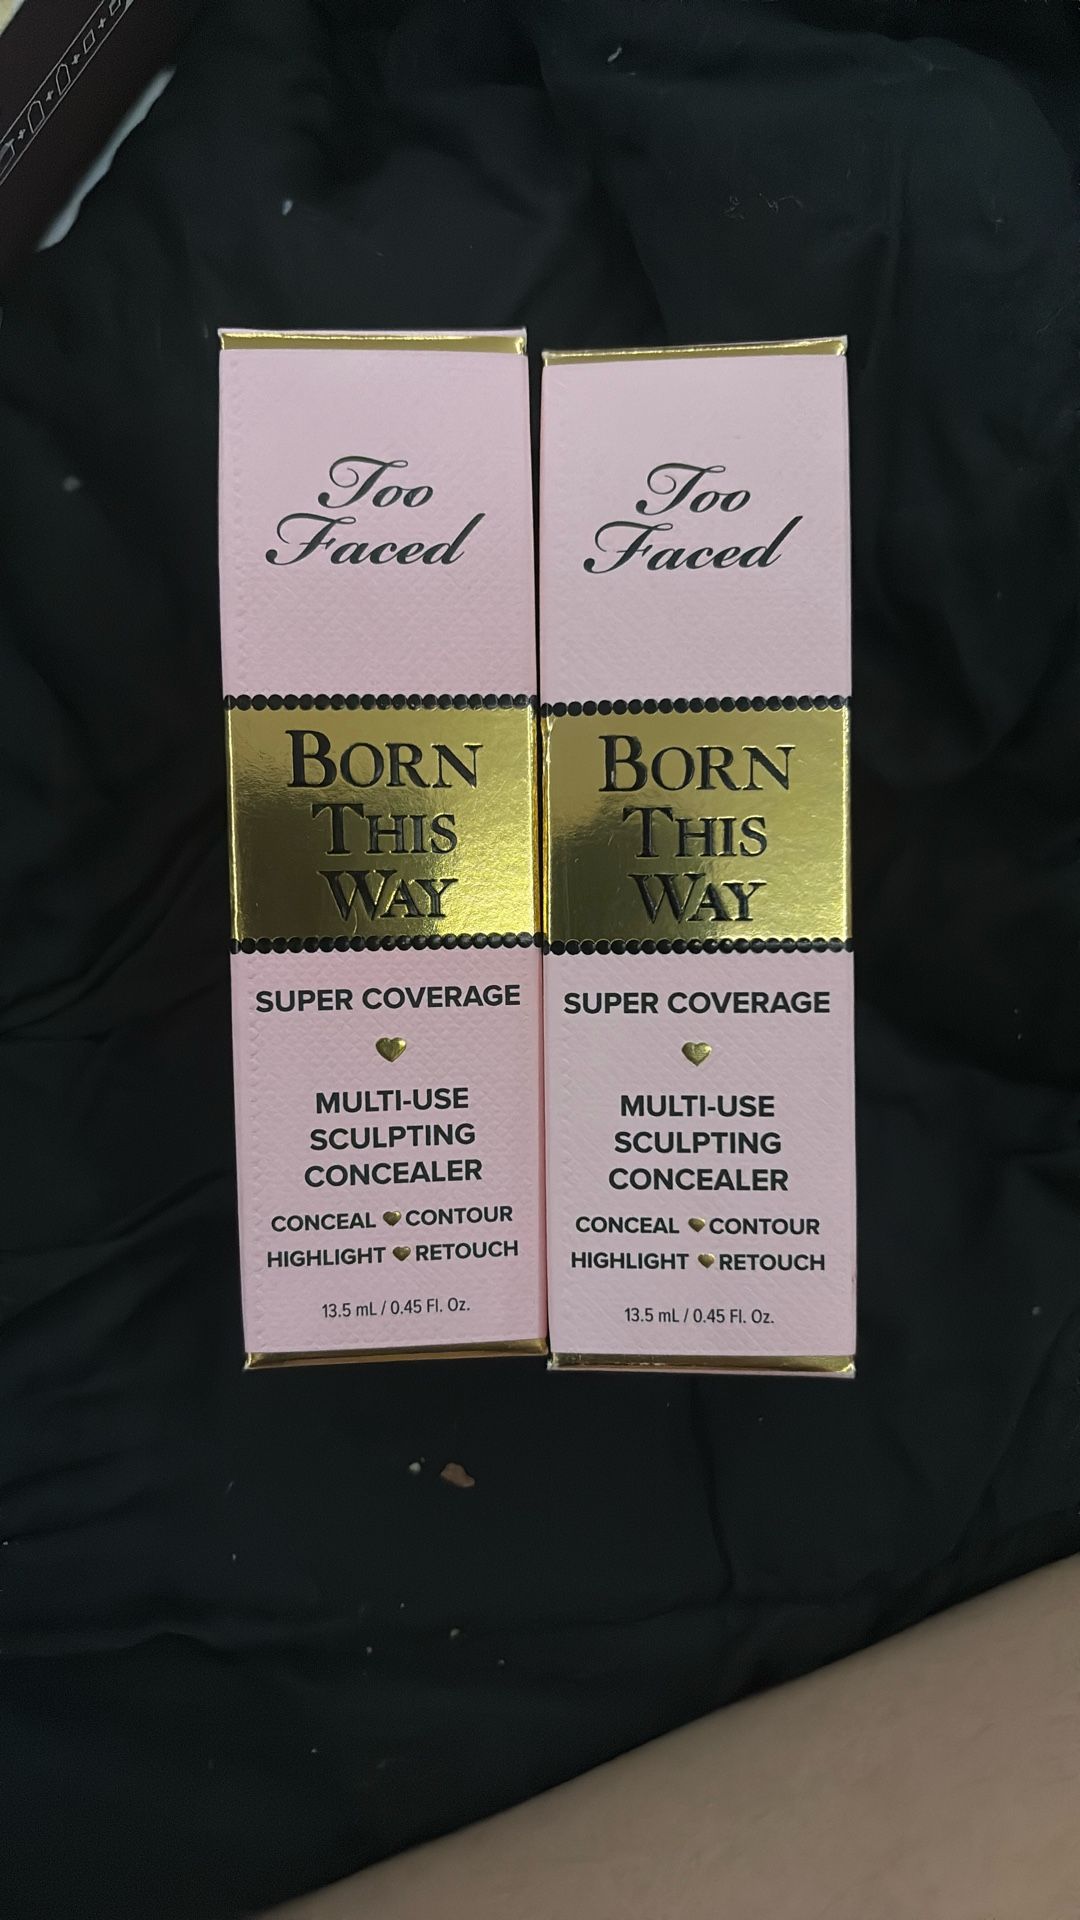 Too
Faced
BORN
THIS
WAY
SUPER COVERAGE
MULTI-USE
SCULPTING
CONCEALER
CONCEAL CONTOUR
HIGHLIGHT RETOUCH
13.5 mL / 0.45 Fl. Oz.
Too
Faced
BORN
THIS
WAY
SUPER COVERAGE
MULTI-USE
SCULPTING
CONCEALER
CONCEAL CONTOUR
HIGHLIGHT RETOUCH
13.5 mL / 0.45 Fl. Oz.